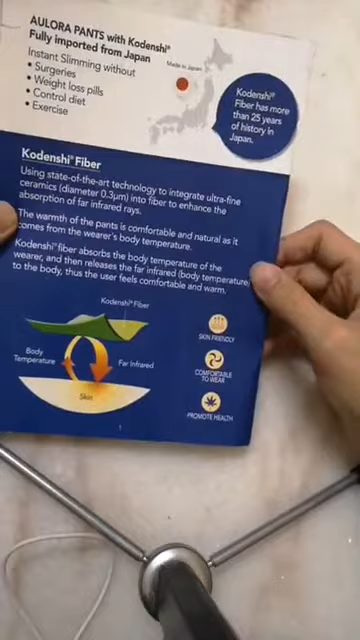 AULORA PANTS with Kodenshi®
Fully imported from Japan
Instant Slimming without
• Surgeries
• Weight loss pills
• Control diet
• Exercise
Made in Japan
Kodenshi®
Fiber has more
than 25 years
of history in
Japan.
Kodenshi® Fiber
Using state-of-the-art technology to integrate ultra-fine
ceramics (diameter 0.3μm) into fiber to enhance the
absorption of far infrared rays.
The warmth of the pants is comfortable and natural as it
comes from the wearer's body temperature.
Kodenshi® fiber absorbs the body temperature of the
wearer, and then releases the far infrared (body temperature)
to the body, thus the user feels comfortable and warm.
Kodenshi® Fiber
Body
Temperature
Far Infrared
Skin
SKIN FRIENDLY
COMFORTABLE
TO WEAR
PROMOTE HEALTH
1